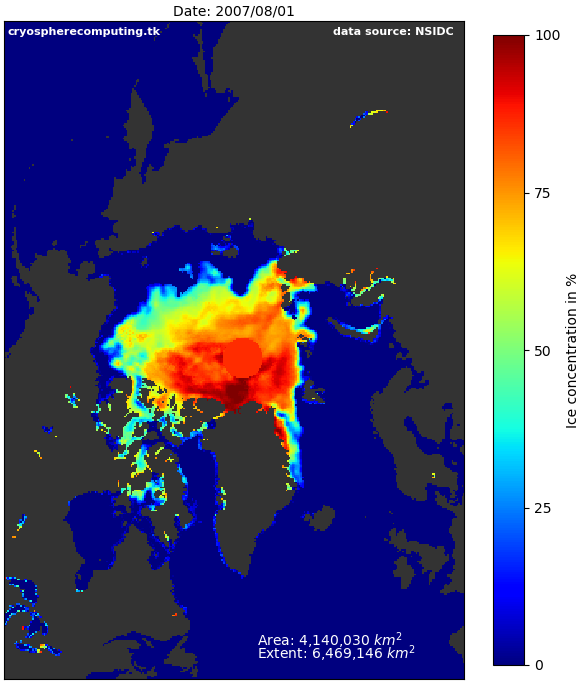 Date: 2007/08/01
cryospherecomputing.tk
data source: NSIDC
100
75
50
25
0
Ice concentration in %
Area: 4,140,030 km²
Extent: 6,469,146 km²